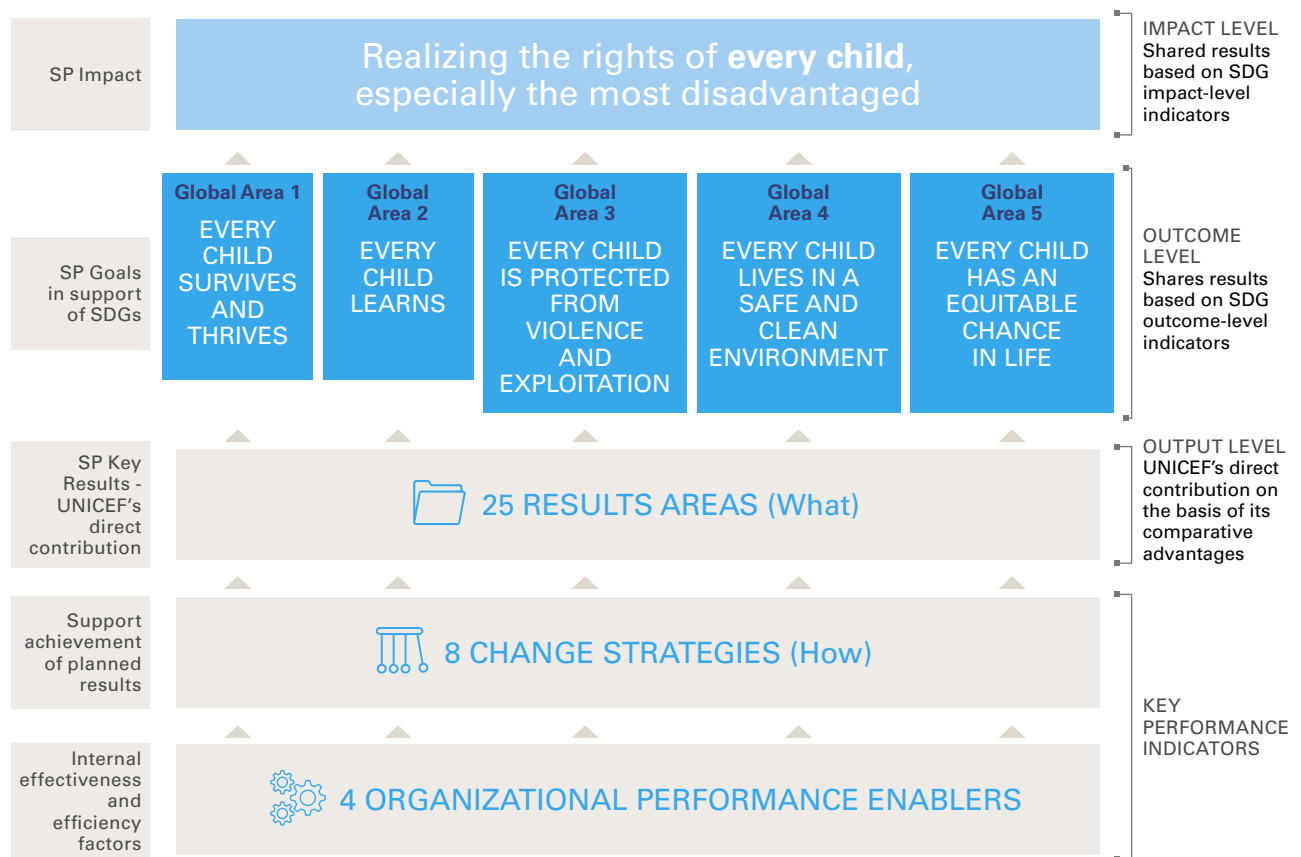 SP Impact
Realizing the rights of every child,
especially the most disadvantaged
IMPACT LEVEL
Shared results
based on SDG
impact-level
indicators
SP Goals
in support
of SDGs
Global Area 1
EVERY
CHILD
SURVIVES
AND
THRIVES
Global
Area 2
EVERY
CHILD
LEARNS
Global
Area 3
EVERY CHILD
IS PROTECTED
FROM
VIOLENCE
AND
EXPLOITATION
Global
Area 4
EVERY CHILD
LIVES IN A
SAFE AND
CLEAN
ENVIRONMENT
Global
Area 5
EVERY CHILD
HAS AN
EQUITABLE
CHANCE
IN LIFE
OUTCOME
LEVEL
Shares results
based on SDG
outcome-level
indicators
SP Key
Results -
UNICEF’s
direct
contribution
25 RESULTS AREAS (What)
OUTPUT LEVEL
UNICEF’s direct
contribution on
the basis of its
comparative
advantages
Support
achievement
of planned
results
8 CHANGE STRATEGIES (How)
Internal
effectiveness
and
efficiency
factors
4 ORGANIZATIONAL PERFORMANCE ENABLERS
KEY
PERFORMANCE
INDICATORS